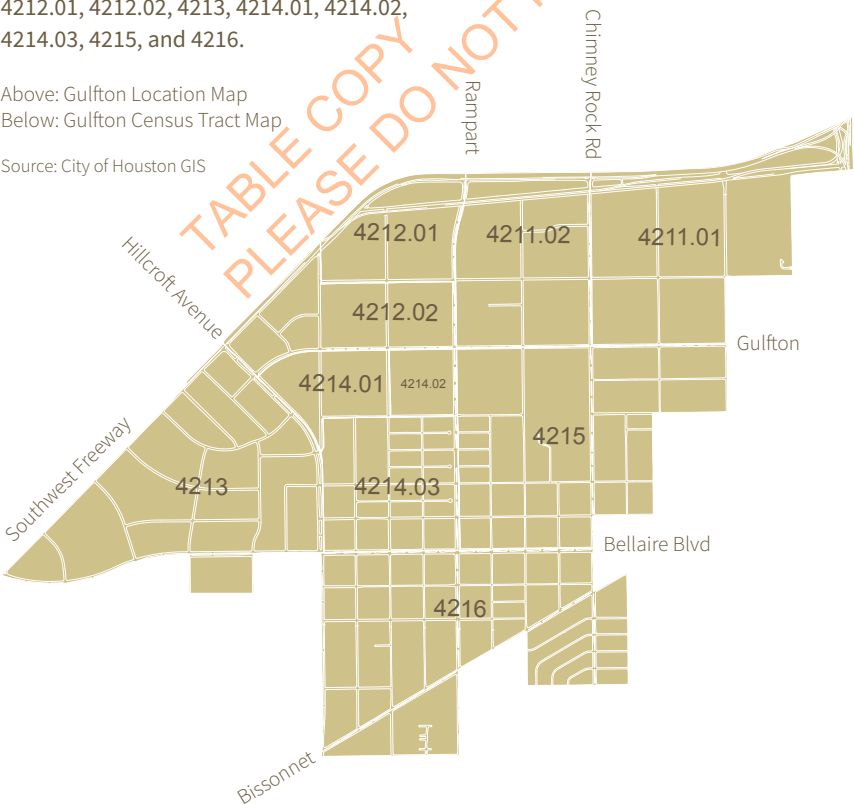 4212.01, 4212.02, 4213, 4214.01, 4214.02,
4214.03, 4215, and 4216.
Above: Gulfton Location Map
Below: Gulfton Census Tract Map
Source: City of Houston GIS
TABLE COPY
PLEASE DO NOT
Rampart
Chimney Rock Rd
Hillcroft Avenue
4212.01
4211.02
4211.01
4212.02
Gulfton
4214.01
4214.02
Southwest Freeway
4215
4213
4214.03
Bellaire Blvd
4216
Bissonnet